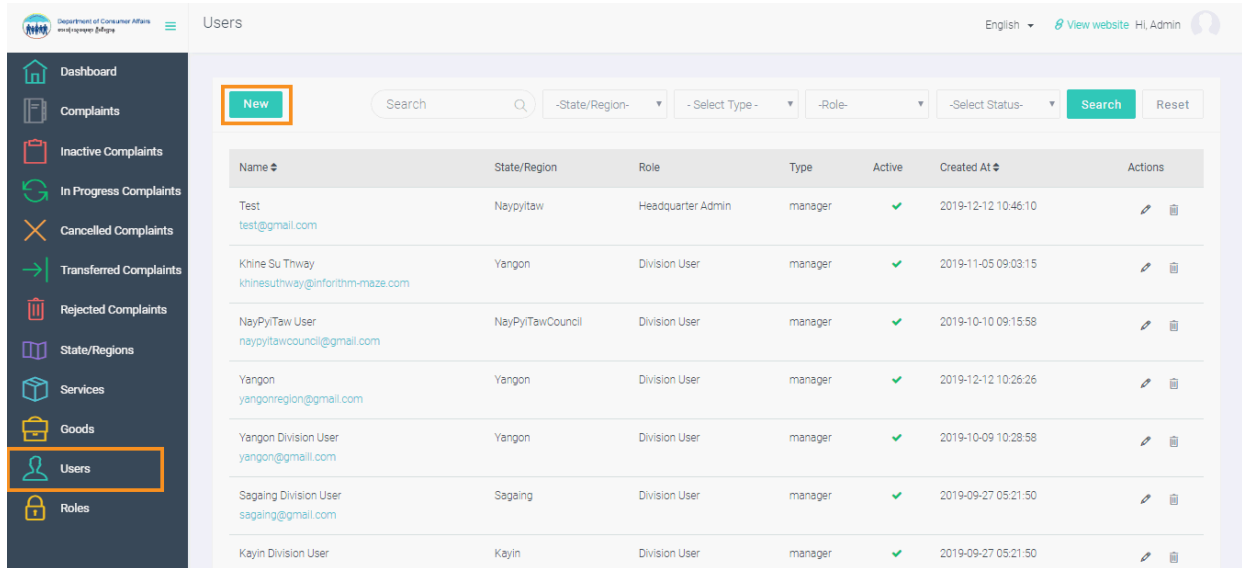 Department of Consumer Affairs
Users
English
View website
Hi, Admin
Dashboard
Complaints
Inactive Complaints
In Progress Complaints
Cancelled Complaints
Transferred Complaints
Rejected Complaints
State/Regions
Services
Goods
Users
Roles
New
Search
-State/Region-
- Select Type -
-Role-
-Select Status-
Search
Reset
Name State/Region Role Type Active Created At Actions
Test Naypyitaw Headquarter Admin manager 2019-12-12 10:46:10
test@gmail.com
Khine Su Thway Yangon Division User manager 2019-11-05 09:03:15
khinesuthway@inforithm-maze.com
NayPyiTaw User NayPyiTawCouncil Division User manager 2019-10-10 09:15:58
naypyitawcouncil@gmail.com
Yangon Yangon Division User manager 2019-12-12 10:26:26
yangonregion@gmail.com
Yangon Division User Yangon Division User manager 2019-10-09 10:28:58
yangon@gmaill.com
Sagaing Division User Sagaing Division User manager 2019-09-27 05:21:50
sagaing@gmail.com
Kayin Division User Kayin Division User manager 2019-09-27 05:21:50